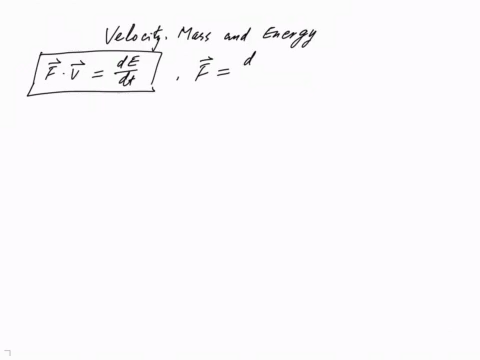 Velocity. Mass and Energy
F⃗ · V⃗ = dE/dt , F⃗ = d